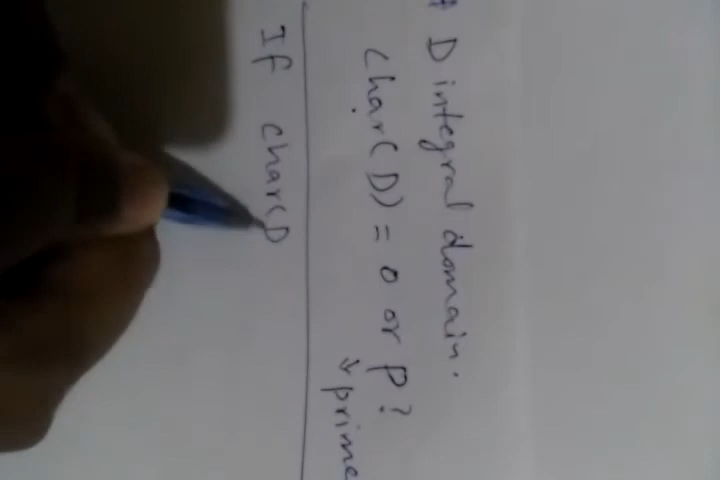 D integral domain.
Char(D) = 0 or P?
↓ prime
If char(D